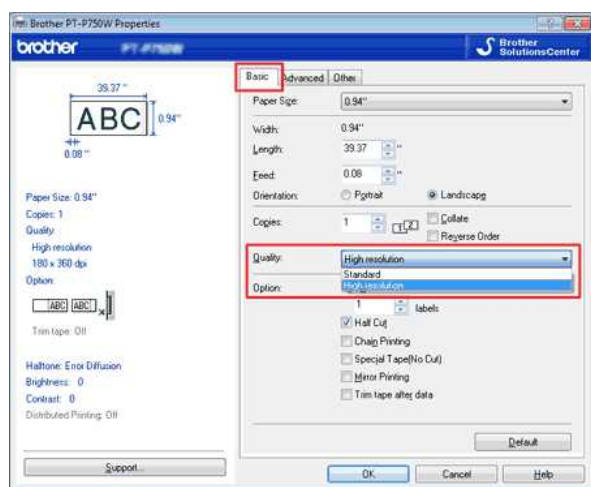 Brother PT-P750W Properties
brother PT-P750W Brother SolutionsCenter
Basic Advanced Other
39.37 "
ABC 0.94"
0.08 "
Paper Size: 0.94"
Copies: 1
Quality:
High resolution
180 x 360 dpi
Option:
ABC ABC
Trim tape: Off
Halftone: Error Diffusion
Brightness: 0
Contrast: 0
Distributed Printing: Off
Support...
Paper Size: 0.94"
Width: 0.94"
Length: 39.37 "
Feed: 0.08 "
Orientation: Portrait Landscape
Copies: 1 1 2 Collate
Reverse Order
Quality: High resolution
Standard
High resolution
Option:
1 labels
Half Cut
Chain Printing
Special Tape(No Cut)
Mirror Printing
Trim tape after data
Default
OK Cancel Help